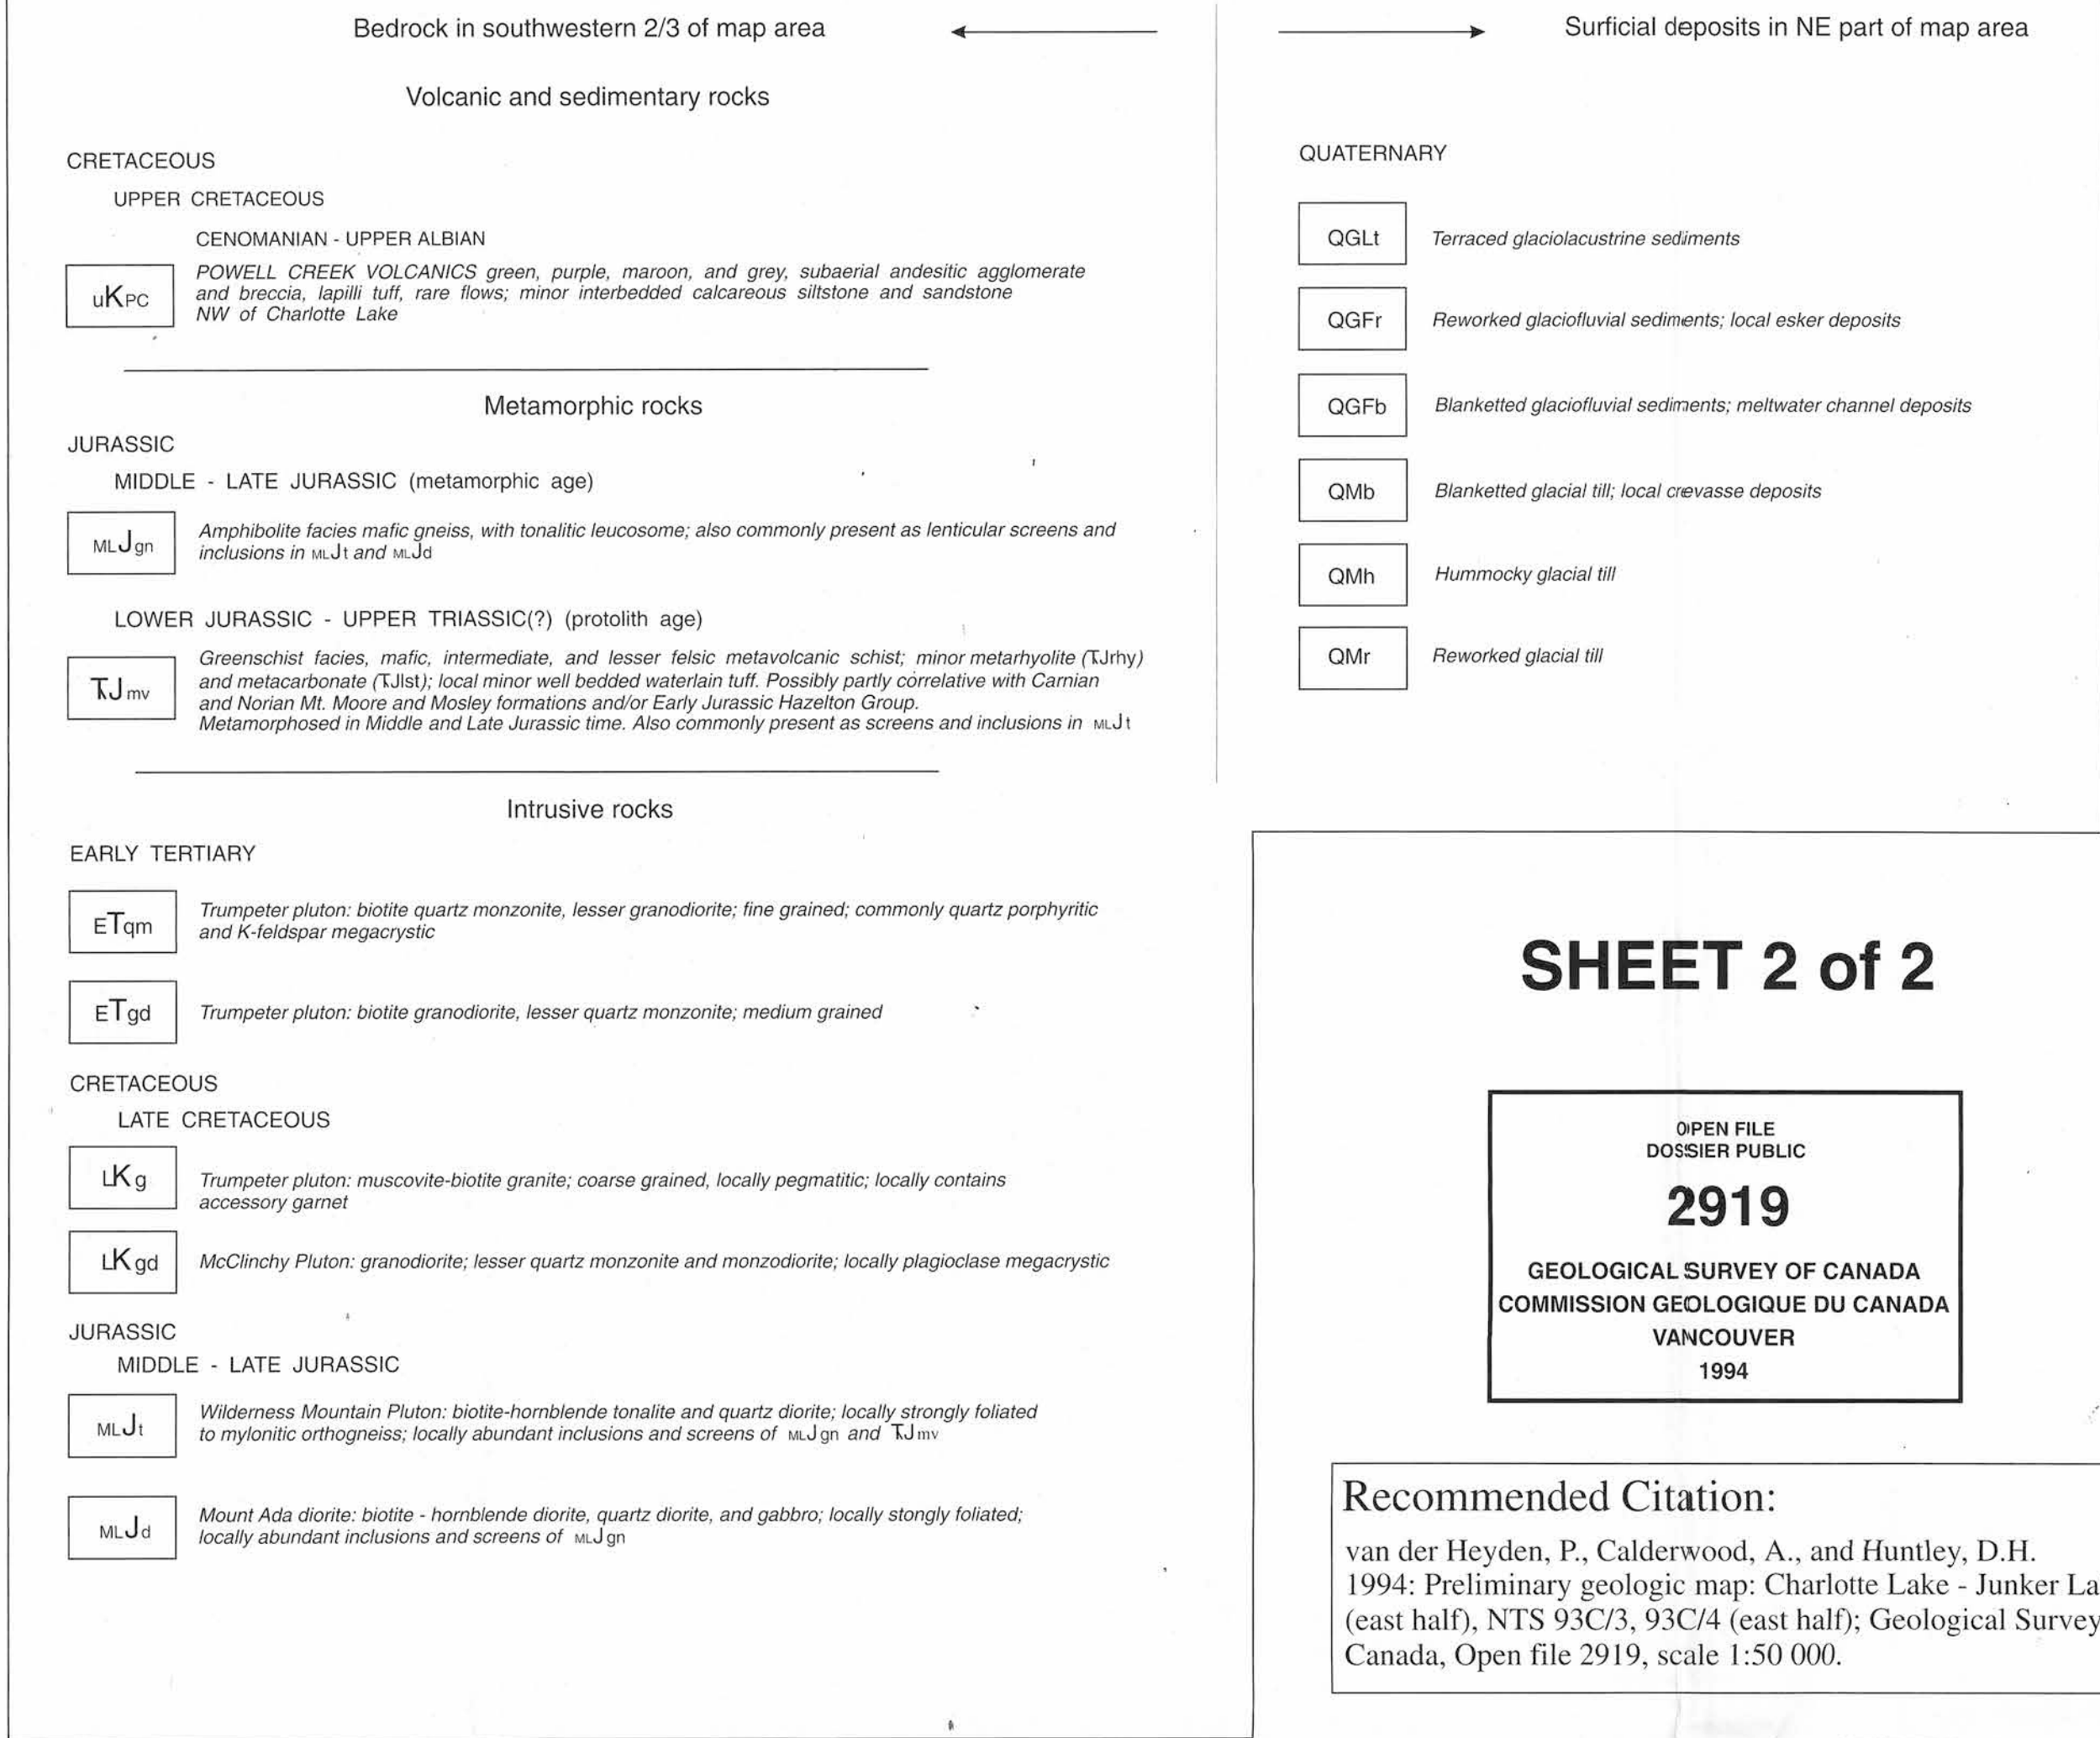 Bedrock in southwestern 2/3 of map area
Volcanic and sedimentary rocks
CRETACEOUS
UPPER CRETACEOUS
CENOMANIAN - UPPER ALBIAN
uKPC
POWELL CREEK VOLCANICS green, purple, maroon, and grey, subaerial andesitic agglomerate
and breccia, lapilli tuff, rare flows; minor interbedded calcareous siltstone and sandstone
NW of Charlotte Lake
Metamorphic rocks
JURASSIC
MIDDLE - LATE JURASSIC (metamorphic age)
MLJgn
Amphibolite facies mafic gneiss, with tonalitic leucosome; also commonly present as lenticular screens and
inclusions in MLJt and MLJd
LOWER JURASSIC - UPPER TRIASSIC(?) (protolith age)
TJmv
Greenschist facies, mafic, intermediate, and lesser felsic metavolcanic schist; minor metarhyolite (TJrhy)
and metacarbonate (TJlst); local minor well bedded waterlain tuff. Possibly partly correlative with Carnian
and Norian Mt. Moore and Mosley formations and/or Early Jurassic Hazelton Group.
Metamorphosed in Middle and Late Jurassic time. Also commonly present as screens and inclusions in MLJt
Intrusive rocks
EARLY TERTIARY
ETqm
Trumpeter pluton: biotite quartz monzonite, lesser granodiorite; fine grained; commonly quartz porphyritic
and K-feldspar megacrystic
ETgd
Trumpeter pluton: biotite granodiorite, lesser quartz monzonite; medium grained
CRETACEOUS
LATE CRETACEOUS
LKg
Trumpeter pluton: muscovite-biotite granite; coarse grained, locally pegmatitic; locally contains
accessory garnet
LKgd
McClinchy Pluton: granodiorite; lesser quartz monzonite and monzodiorite; locally plagioclase megacrystic
JURASSIC
MIDDLE - LATE JURASSIC
MLJt
Wilderness Mountain Pluton: biotite-hornblende tonalite and quartz diorite; locally strongly foliated
to mylonitic orthogneiss; locally abundant inclusions and screens of MLJgn and TJmv
MLJd
Mount Ada diorite: biotite - hornblende diorite, quartz diorite, and gabbro; locally stongly foliated;
locally abundant inclusions and screens of MLJgn
Surficial deposits in NE part of map area
QUATERNARY
QGLt
Terraced glaciolacustrine sediments
QGFr
Reworked glaciofluvial sediments; local esker deposits
QGFb
Blanketted glaciofluvial sediments; meltwater channel deposits
QMb
Blanketted glacial till; local crevasse deposits
QMh
Hummocky glacial till
QMr
Reworked glacial till
SHEET 2 of 2
OPEN FILE
DOSSIER PUBLIC
2919
GEOLOGICAL SURVEY OF CANADA
COMMISSION GEOLOGIQUE DU CANADA
VANCOUVER
1994
Recommended Citation:
van der Heyden, P., Calderwood, A., and Huntley, D.H.
1994: Preliminary geologic map: Charlotte Lake - Junker La
(east half), NTS 93C/3, 93C/4 (east half); Geological Survey
Canada, Open file 2919, scale 1:50 000.